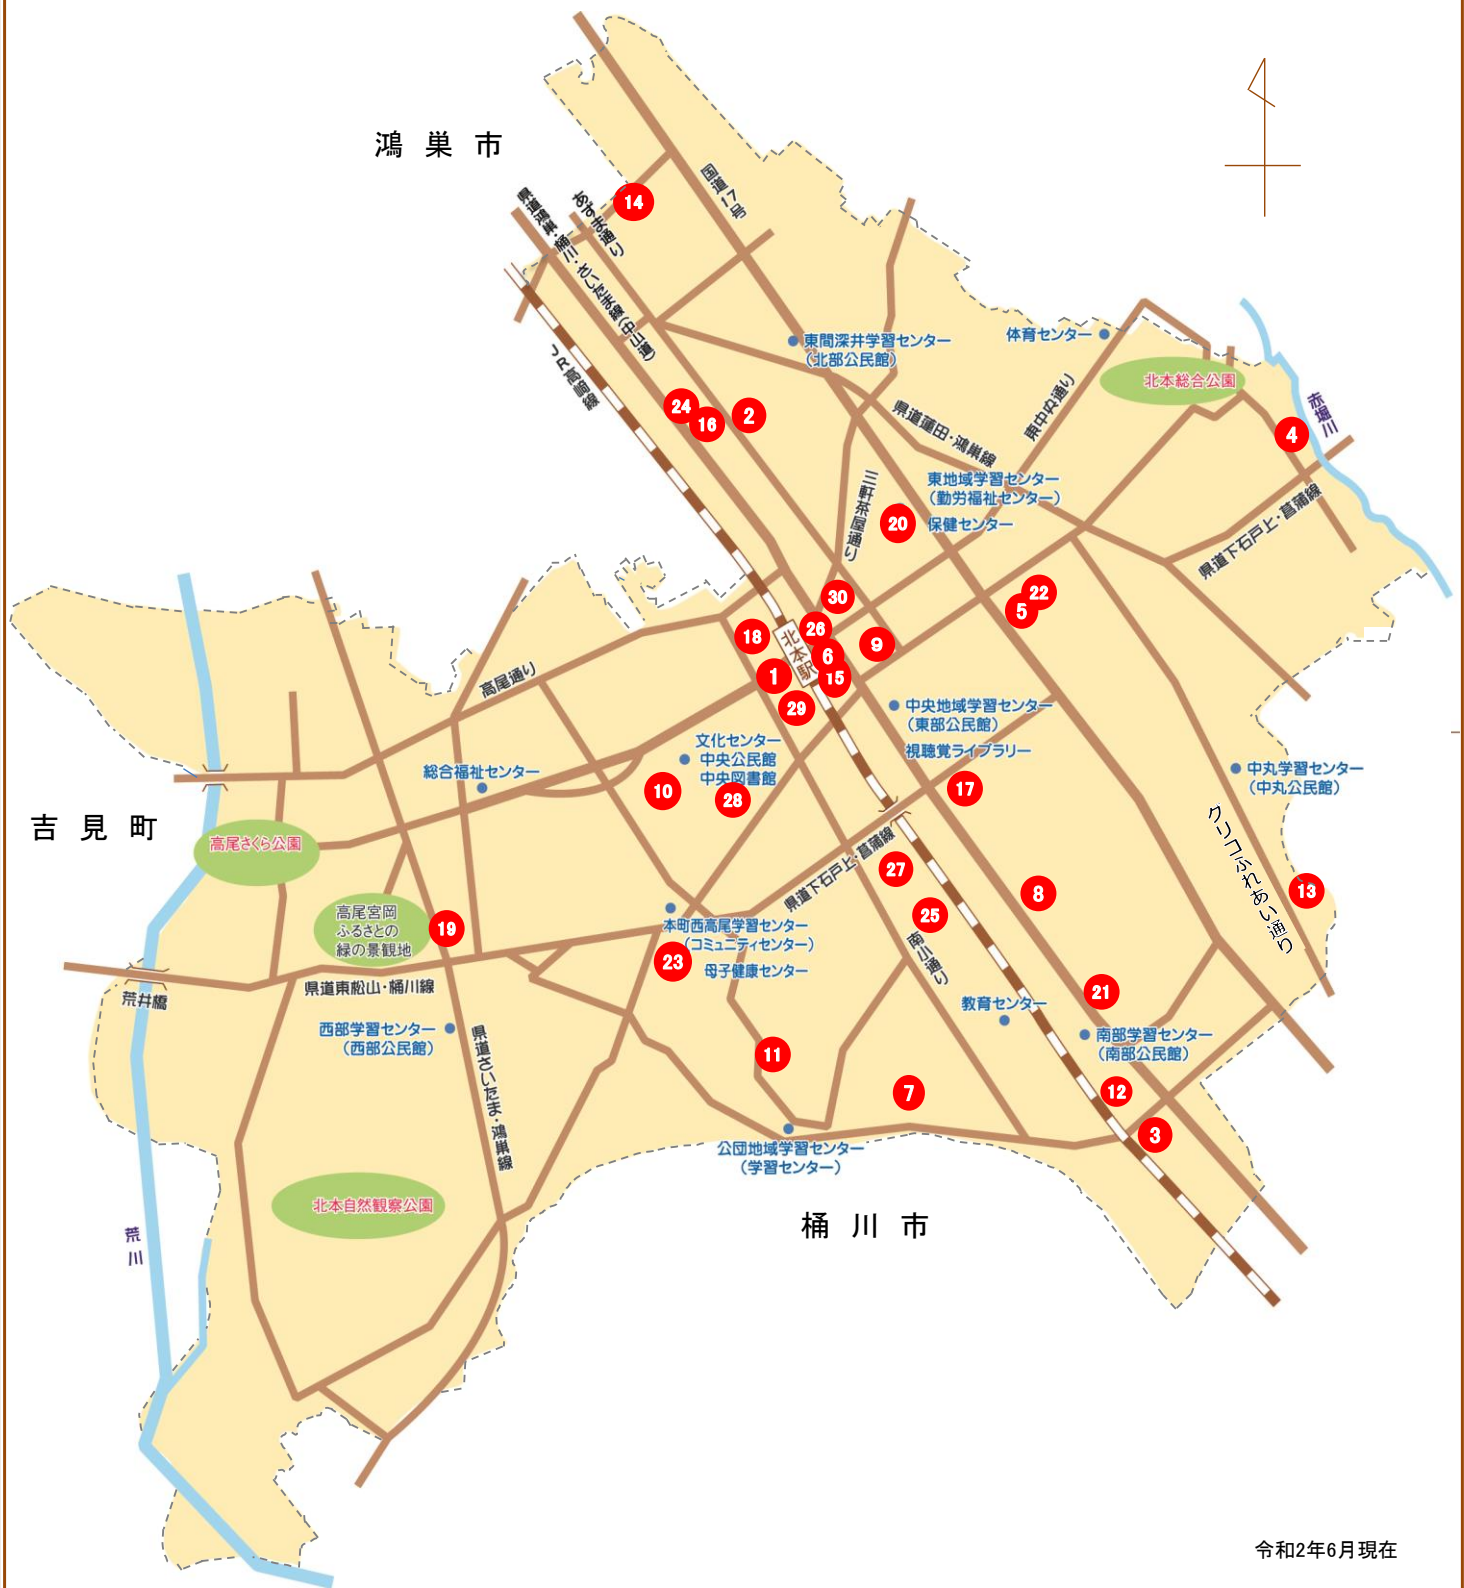 鴻巣市
14
国道17号
あずま通り
県道鴻巣・桶川・さいたま線(中山道)
JR高崎線
東間深井学習センター
(北部公民館)
体育センター
北本総合公園
東中央通り
赤堀川
24
16
2
4
県道蓮田・鴻巣線
三軒茶屋通り
東地域学習センター
(勤労福祉センター)
20
保健センター
県道下石戸上・菖蒲線
22
5
30
26
18
北本駅
6
9
1
15
29
高尾通り
中央地域学習センター
(東部公民館)
視聴覚ライブラリー
文化センター
中央公民館
中央図書館
総合福祉センター
10
28
17
中丸学習センター
(中丸公民館)
吉見町
高尾さくら公園
グリコふれあい通り
県道下石戸上・菖蒲線
27
8
13
高尾宮岡
ふるさとの
緑の景観地
19
25
本町西高尾学習センター
(コミュニティセンター)
23
母子健康センター
南小通り
県道東松山・桶川線
荒井橋
教育センター
21
西部学習センター
(西部公民館)
県道さいたま・鴻巣線
南部学習センター
(南部公民館)
11
7
12
3
公団地域学習センター
(学習センター)
北本自然観察公園
桶川市
荒川
令和2年6月現在